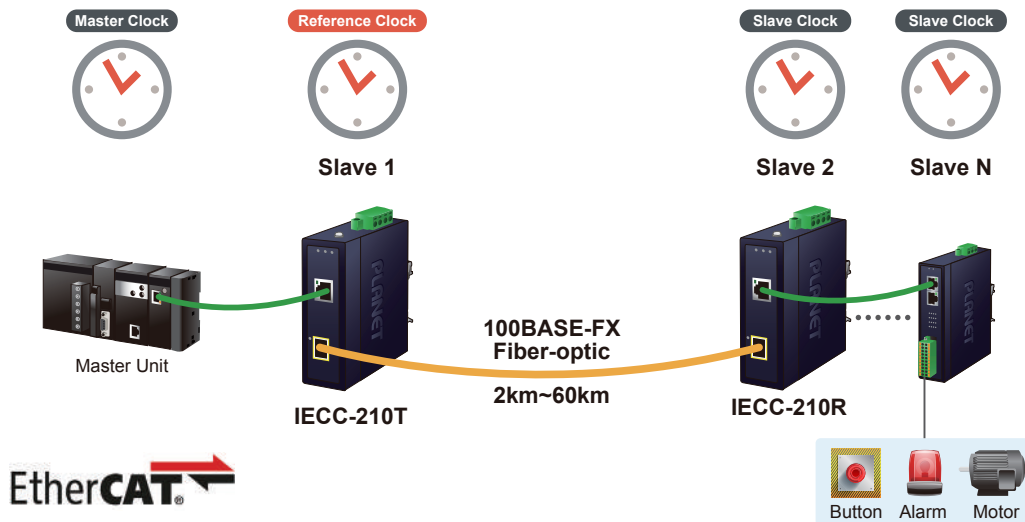 Master Clock
Reference Clock
Slave Clock
Slave Clock
Slave 1
Slave 2
Slave N
PLANET
PLANET
Master Unit
100BASE-FX
Fiber-optic
2km~60km
IECC-210T
IECC-210R
EtherCAT®
Button
Alarm
Motor